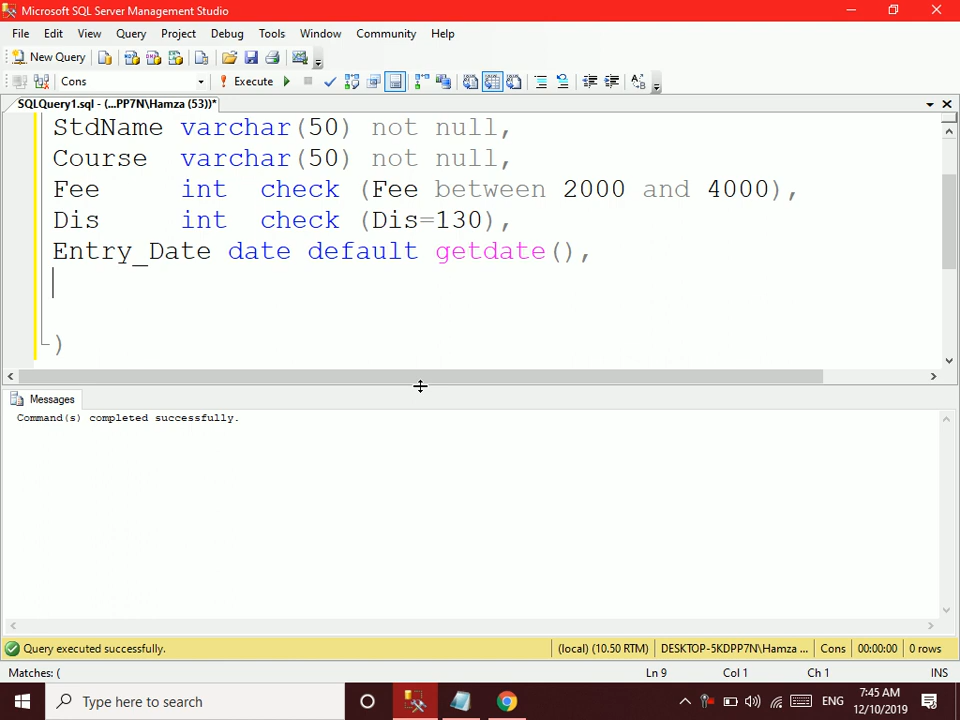 Microsoft SQL Server Management Studio
File Edit View Query Project Debug Tools Window Community Help
New Query
Cons Execute
SQLQuery1.sql - (...PP7N\Hamza (53))*
StdName varchar(50) not null,
Course varchar(50) not null,
Fee int check (Fee between 2000 and 4000),
Dis int check (Dis=130),
Entry_Date date default getdate(),
)
Messages
Command(s) completed successfully.
Query executed successfully. (local) (10.50 RTM) DESKTOP-5KDPP7N\Hamza ... Cons 00:00:00 0 rows
Matches: ( Ln 9 Col 1 Ch 1 INS
Type here to search ENG 7:45 AM
12/10/2019